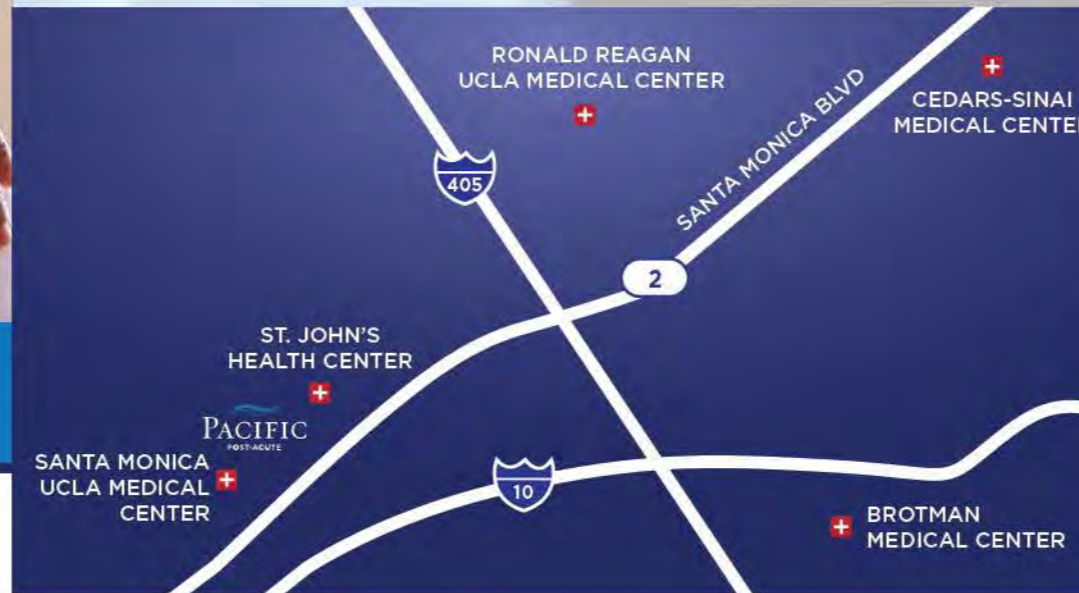 RONALD REAGAN
UCLA MEDICAL CENTER
CEDARS-SINAI
MEDICAL CENTE
SANTA MONICA BLVD
405
2
ST. JOHN'S
HEALTH CENTER
PACIFIC
POST-ACUTE
SANTA MONICA
UCLA MEDICAL
CENTER
10
BROTMAN
MEDICAL CENTER